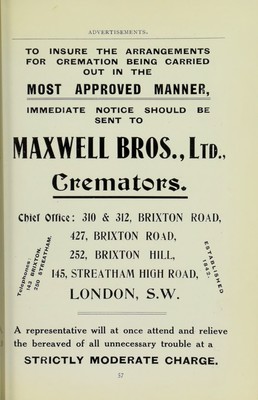 ADVERTISEMENTS.
TO INSURE THE ARRANGEMENTS
FOR CREMATION BEING CARRIED
OUT IN THE
MOST APPROVED MANNER,
IMMEDIATE NOTICE SHOULD BE
SENT TO
MAXWELL BROS., LTD.,
Cremators.
Chief Office: 310 & 312, BRIXTON ROAD,
427, BRIXTON ROAD,
252, BRIXTON HILL,
145, STREATHAM HIGH ROAD,
LONDON, S.W.
Telephones:
143 BRIXTON.
250 STREATHAM.
ESTABLISHED
1849.
A representative will at once attend and relieve
the bereaved of all unnecessary trouble at a
STRICTLY MODERATE CHARGE.
37